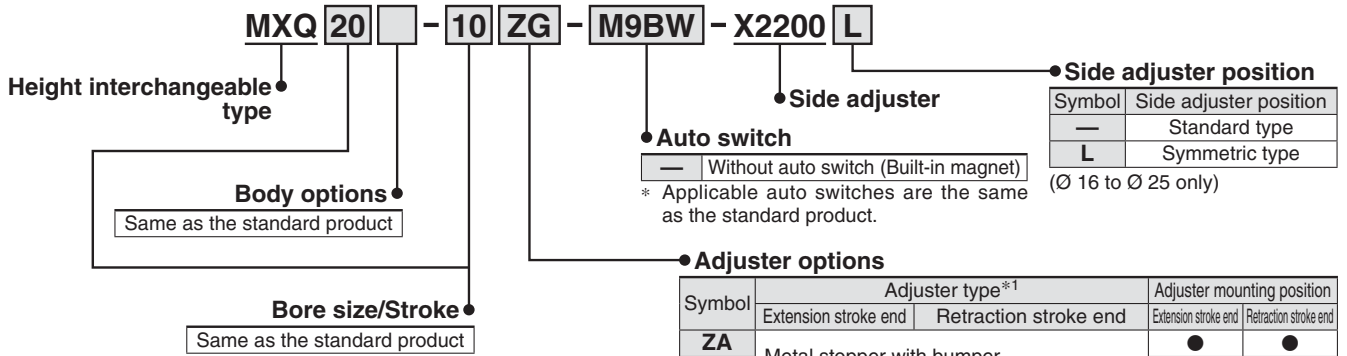 MXQ 20 - 10 ZG - M9BW - X2200 L
Height interchangeable
type
Side adjuster
Side adjuster position
Symbol Side adjuster position
— Standard type
L Symmetric type
(Ø 16 to Ø 25 only)
Auto switch
— Without auto switch (Built-in magnet)
* Applicable auto switches are the same
as the standard product.
Body options
Same as the standard product
Bore size/Stroke
Same as the standard product
Adjuster options
Symbol Adjuster type*1 Adjuster mounting position
Extension stroke end Retraction stroke end Extension stroke end Retraction stroke end
ZA Metal stopper with bumper ● ●